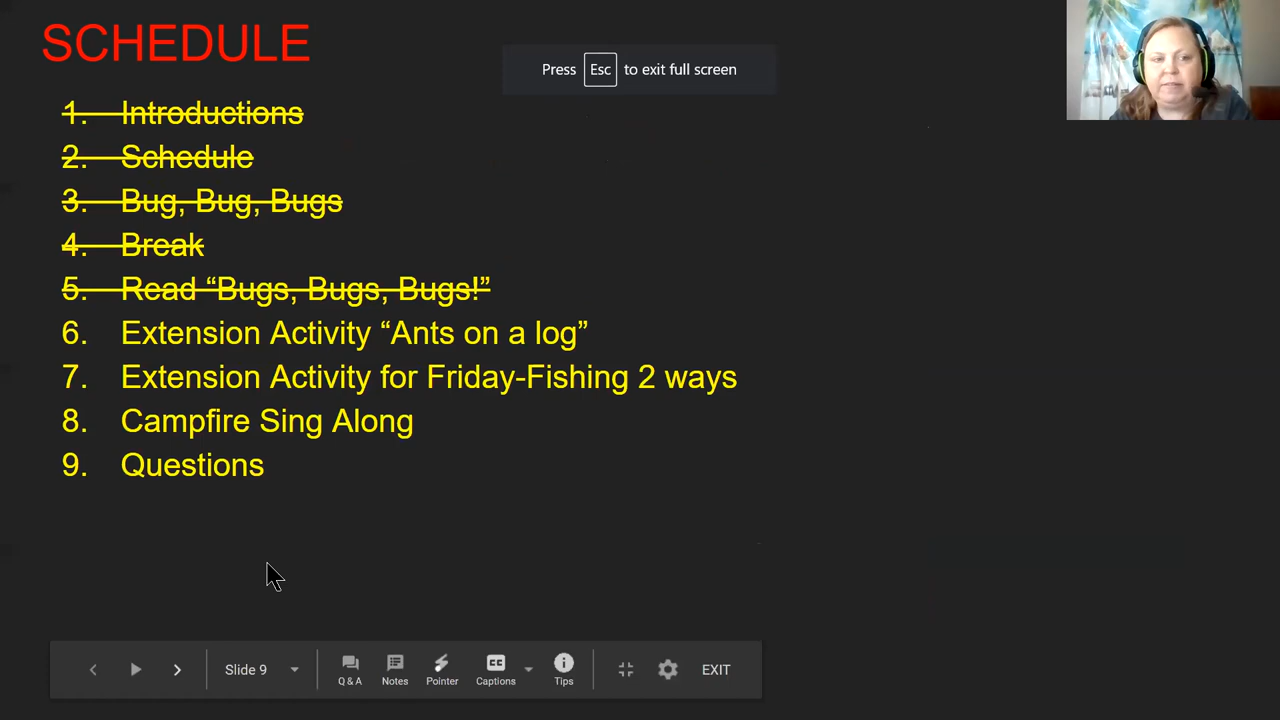 SCHEDULE
Press Esc to exit full screen
1. Introductions
2. Schedule
3. Bug, Bug, Bugs
4. Break
5. Read “Bugs, Bugs, Bugs!”
6. Extension Activity “Ants on a log”
7. Extension Activity for Friday-Fishing 2 ways
8. Campfire Sing Along
9. Questions
Slide 9
Q & A
Notes
Pointer
CC
Captions
Tips
EXIT